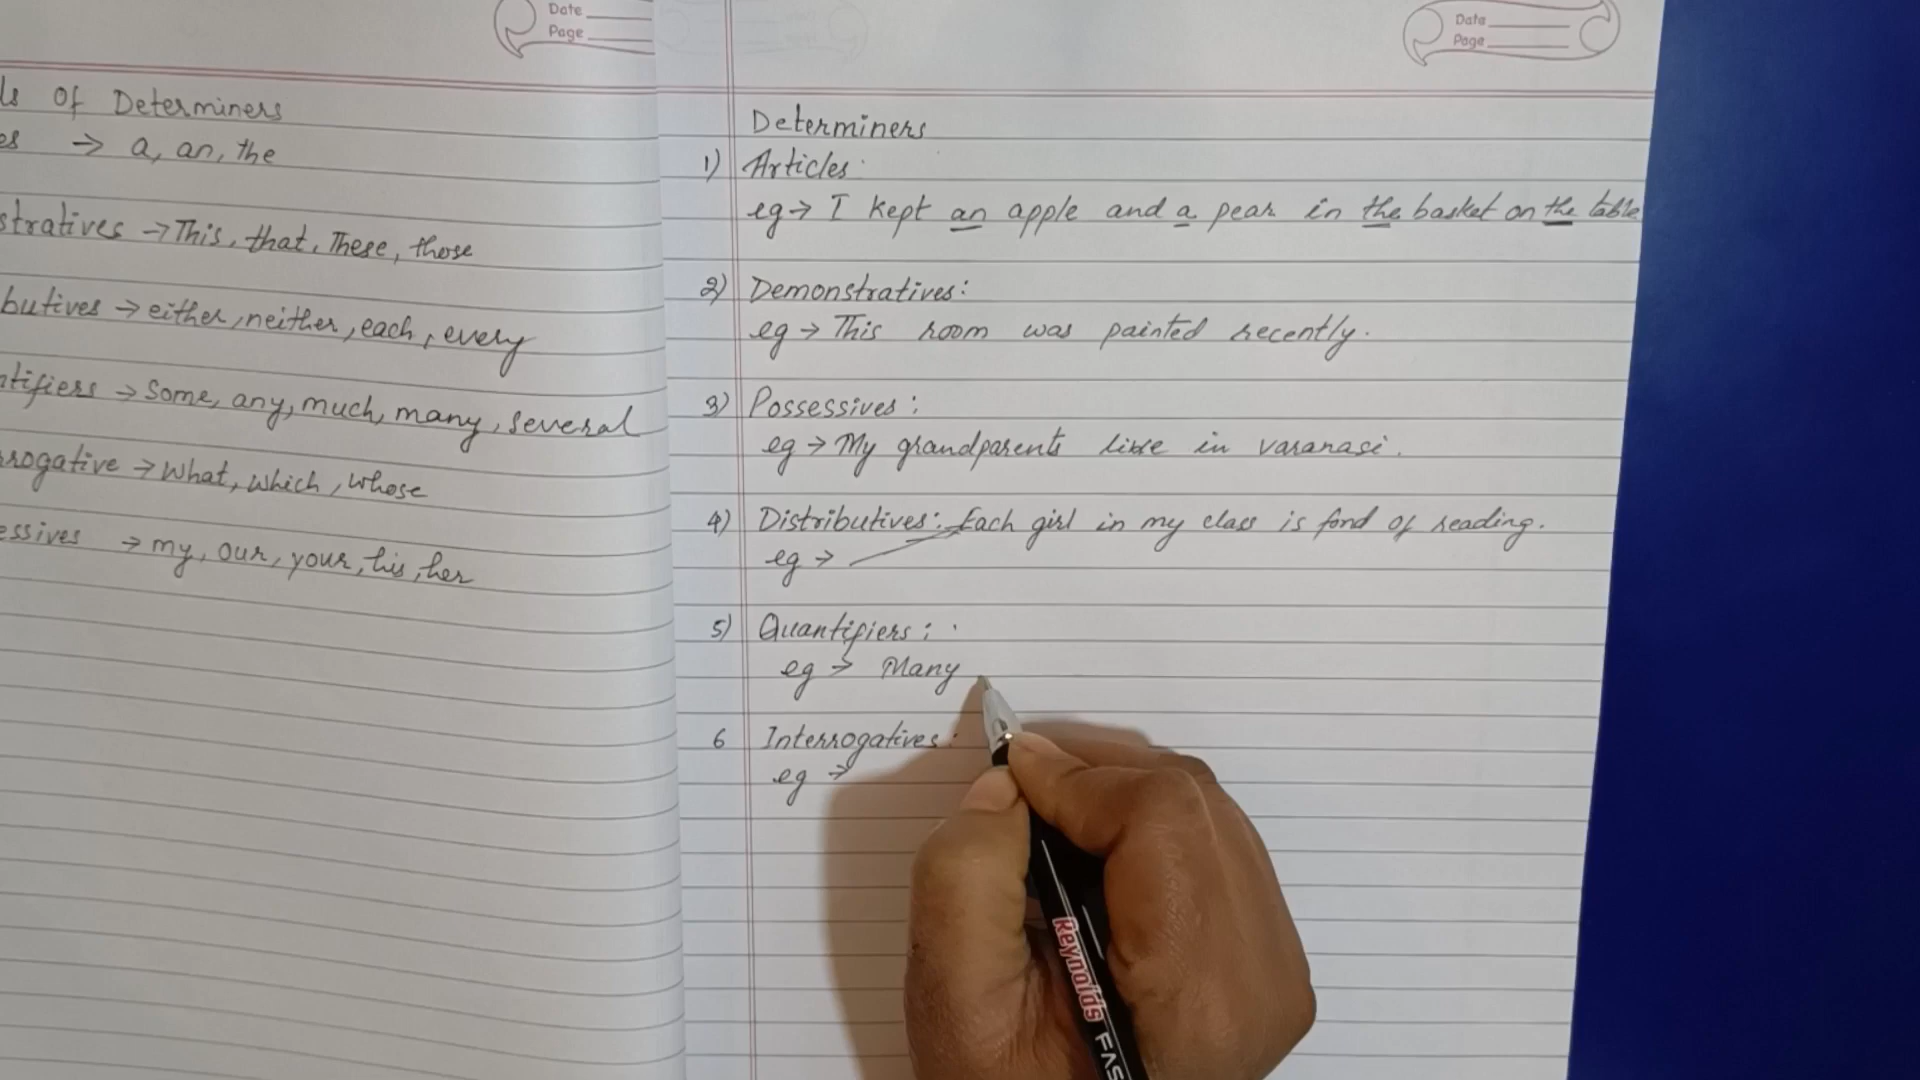 Date
Page
Of Determiners
→ a, an, the
stratives → This, that, These, those
butives → either, neither, each, every
ntifiers → Some, any, much, many, several
rrogative → What, which, whose
essives → my, our, your, his, her
Date
Page
Determiners
1) Articles:
eg → I kept an apple and a pear in the basket on the table
2) Demonstratives:
eg → This room was painted recently.
3) Possessives:
eg → My grandparents live in varanasi.
4) Distributives: Each girl in my class is fond of reading.
eg →
5) Quantifiers:
eg → Many
6 Interrogatives:
eg →
Reynolds FAS